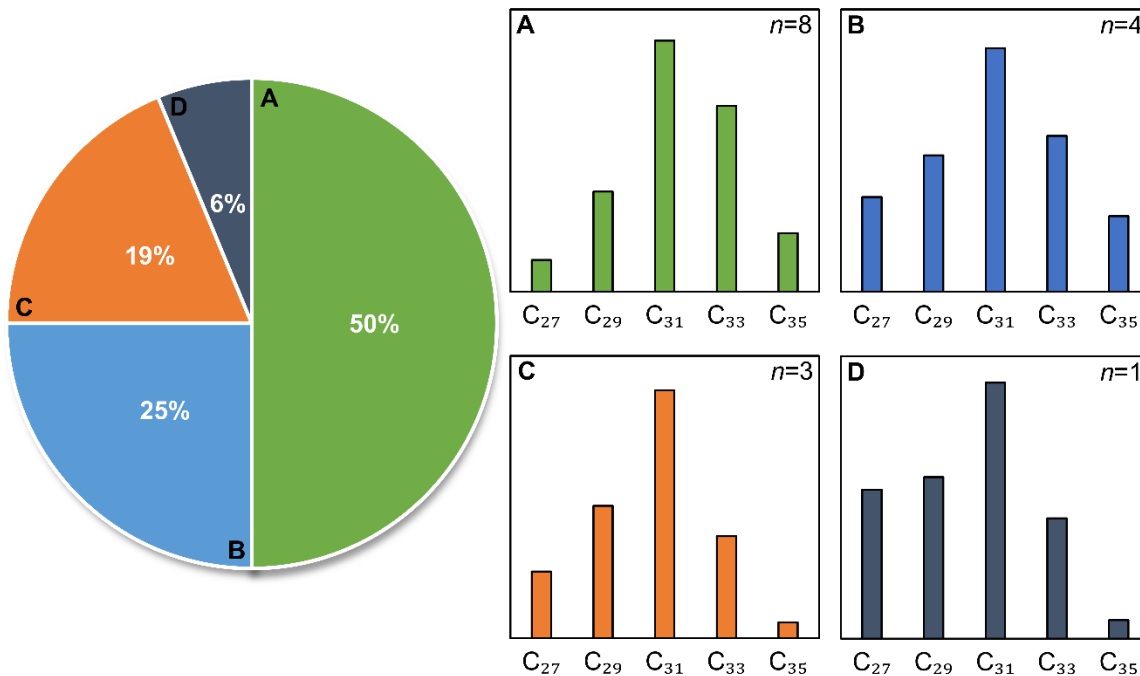 A
D
6%
19%
C
50%
25%
B
A n=8
C₂₇ C₂₉ C₃₁ C₃₃ C₃₅
B n=4
C₂₇ C₂₉ C₃₁ C₃₃ C₃₅
C n=3
C₂₇ C₂₉ C₃₁ C₃₃ C₃₅
D n=1
C₂₇ C₂₉ C₃₁ C₃₃ C₃₅